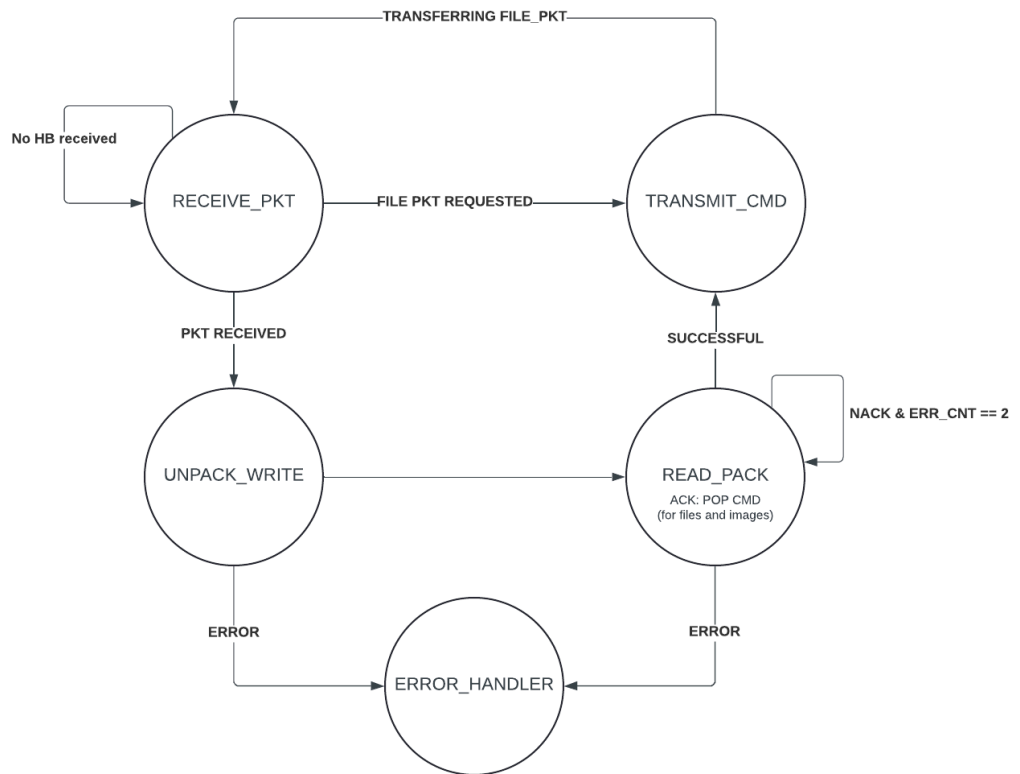 TRANSFERRING FILE_PKT
No HB received
RECEIVE_PKT
FILE PKT REQUESTED
TRANSMIT_CMD
PKT RECEIVED
SUCCESSFUL
NACK & ERR_CNT == 2
UNPACK_WRITE
READ_PACK
ACK: POP CMD
(for files and images)
ERROR
ERROR
ERROR_HANDLER